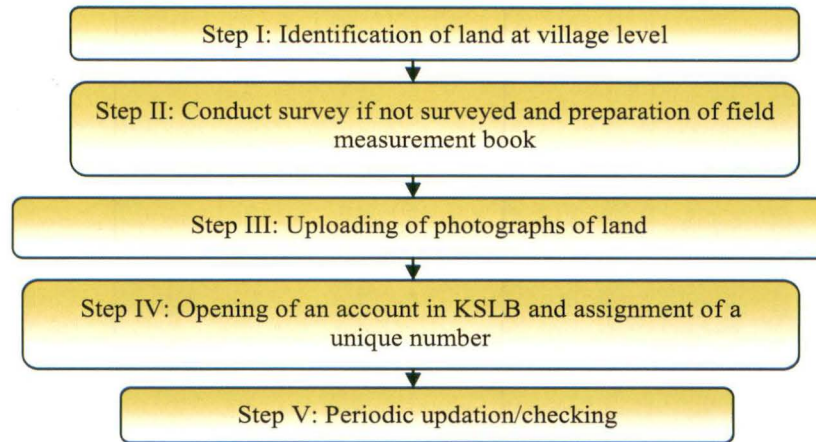 Step I: Identification of land at village level
Step II: Conduct survey if not surveyed and preparation of field
measurement book
Step III: Uploading of photographs of land
Step IV: Opening of an account in KSLB and assignment of a
unique number
Step V: Periodic updation/checking